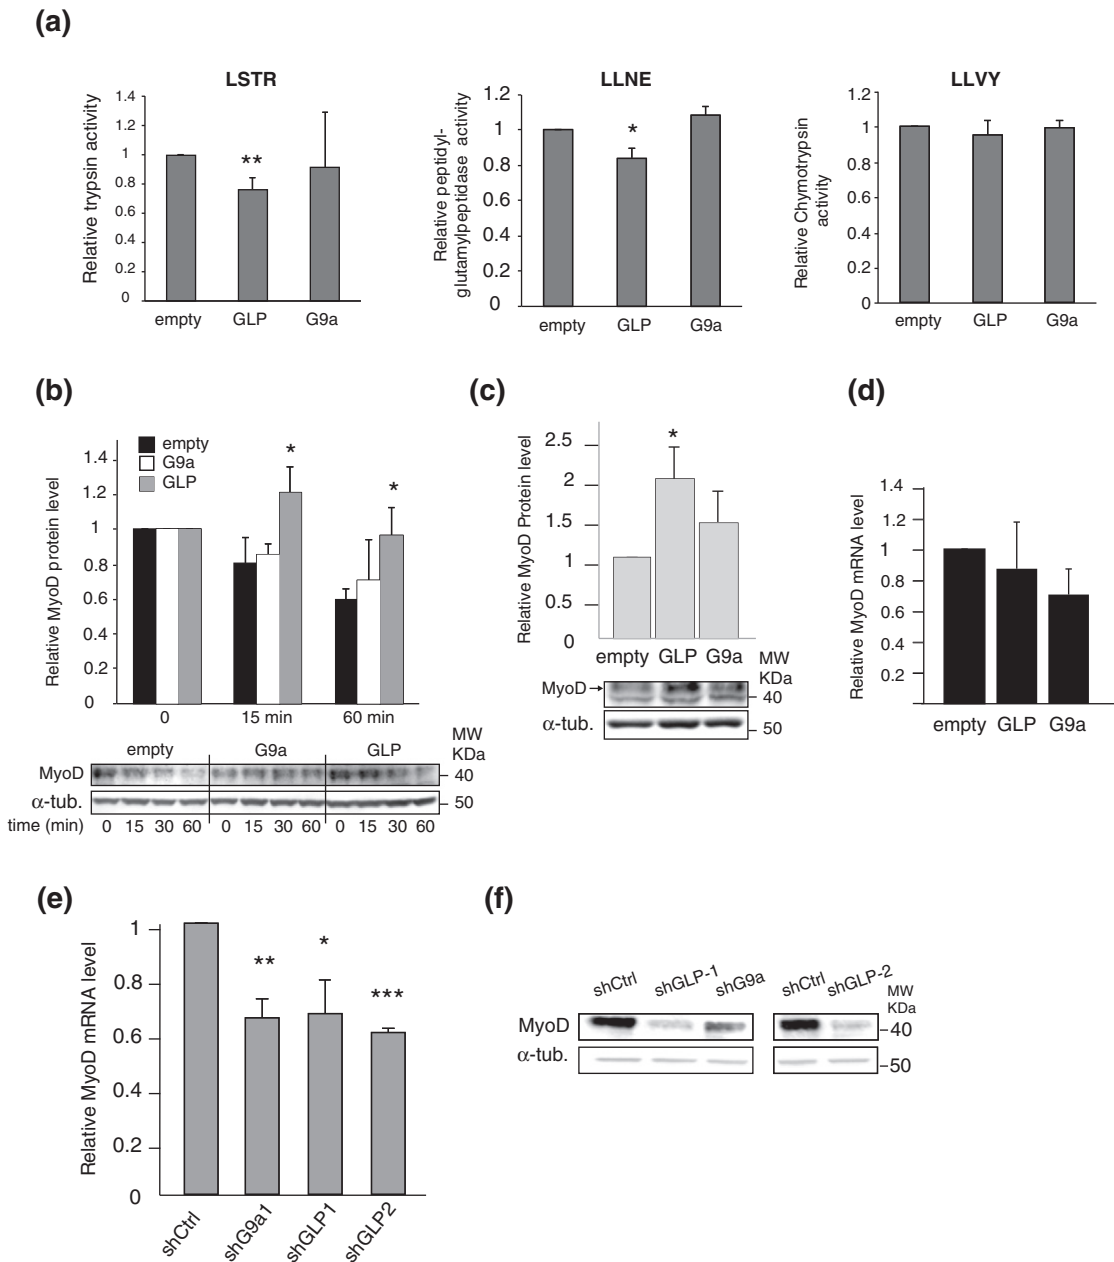 (a)
LSTR
Relative trypsin activity
1.4
1.2
1
0.8
0.6
0.4
0.2
0
**
empty GLP G9a
LLNE
Relative peptidyl-
glutamylpeptidase activity
1.2
1
0.8
0.6
0.4
0.2
0
*
empty GLP G9a
LLVY
Relative Chymotrypsin
activity
1.2
1
0.8
0.6
0.4
0.2
0
empty GLP G9a
(b)
empty
G9a
GLP
Relative MyoD protein level
1.4
1.2
1
0.8
0.6
0.4
0.2
0
*
*
0 15 min 60 min
empty G9a GLP
MW
KDa
MyoD
40
α-tub.
50
time (min) 0 15 30 60 0 15 30 60 0 15 30 60
(c)
Relative MyoD Protein level
2.5
2
1.5
1
0.5
0
*
empty GLP G9a
MW
KDa
MyoD
40
α-tub.
50
(d)
Relative MyoD mRNA level
1.4
1.2
1
0.8
0.6
0.4
0.2
empty GLP G9a
(e)
Relative MyoD mRNA level
1
0.8
0.6
0.4
0.2
0
**
*
***
shCtrl shG9a1 shGLP1 shGLP2
(f)
shCtrl shGLP-1 shG9a shCtrl shGLP-2
MW
KDa
MyoD
40
α-tub.
50